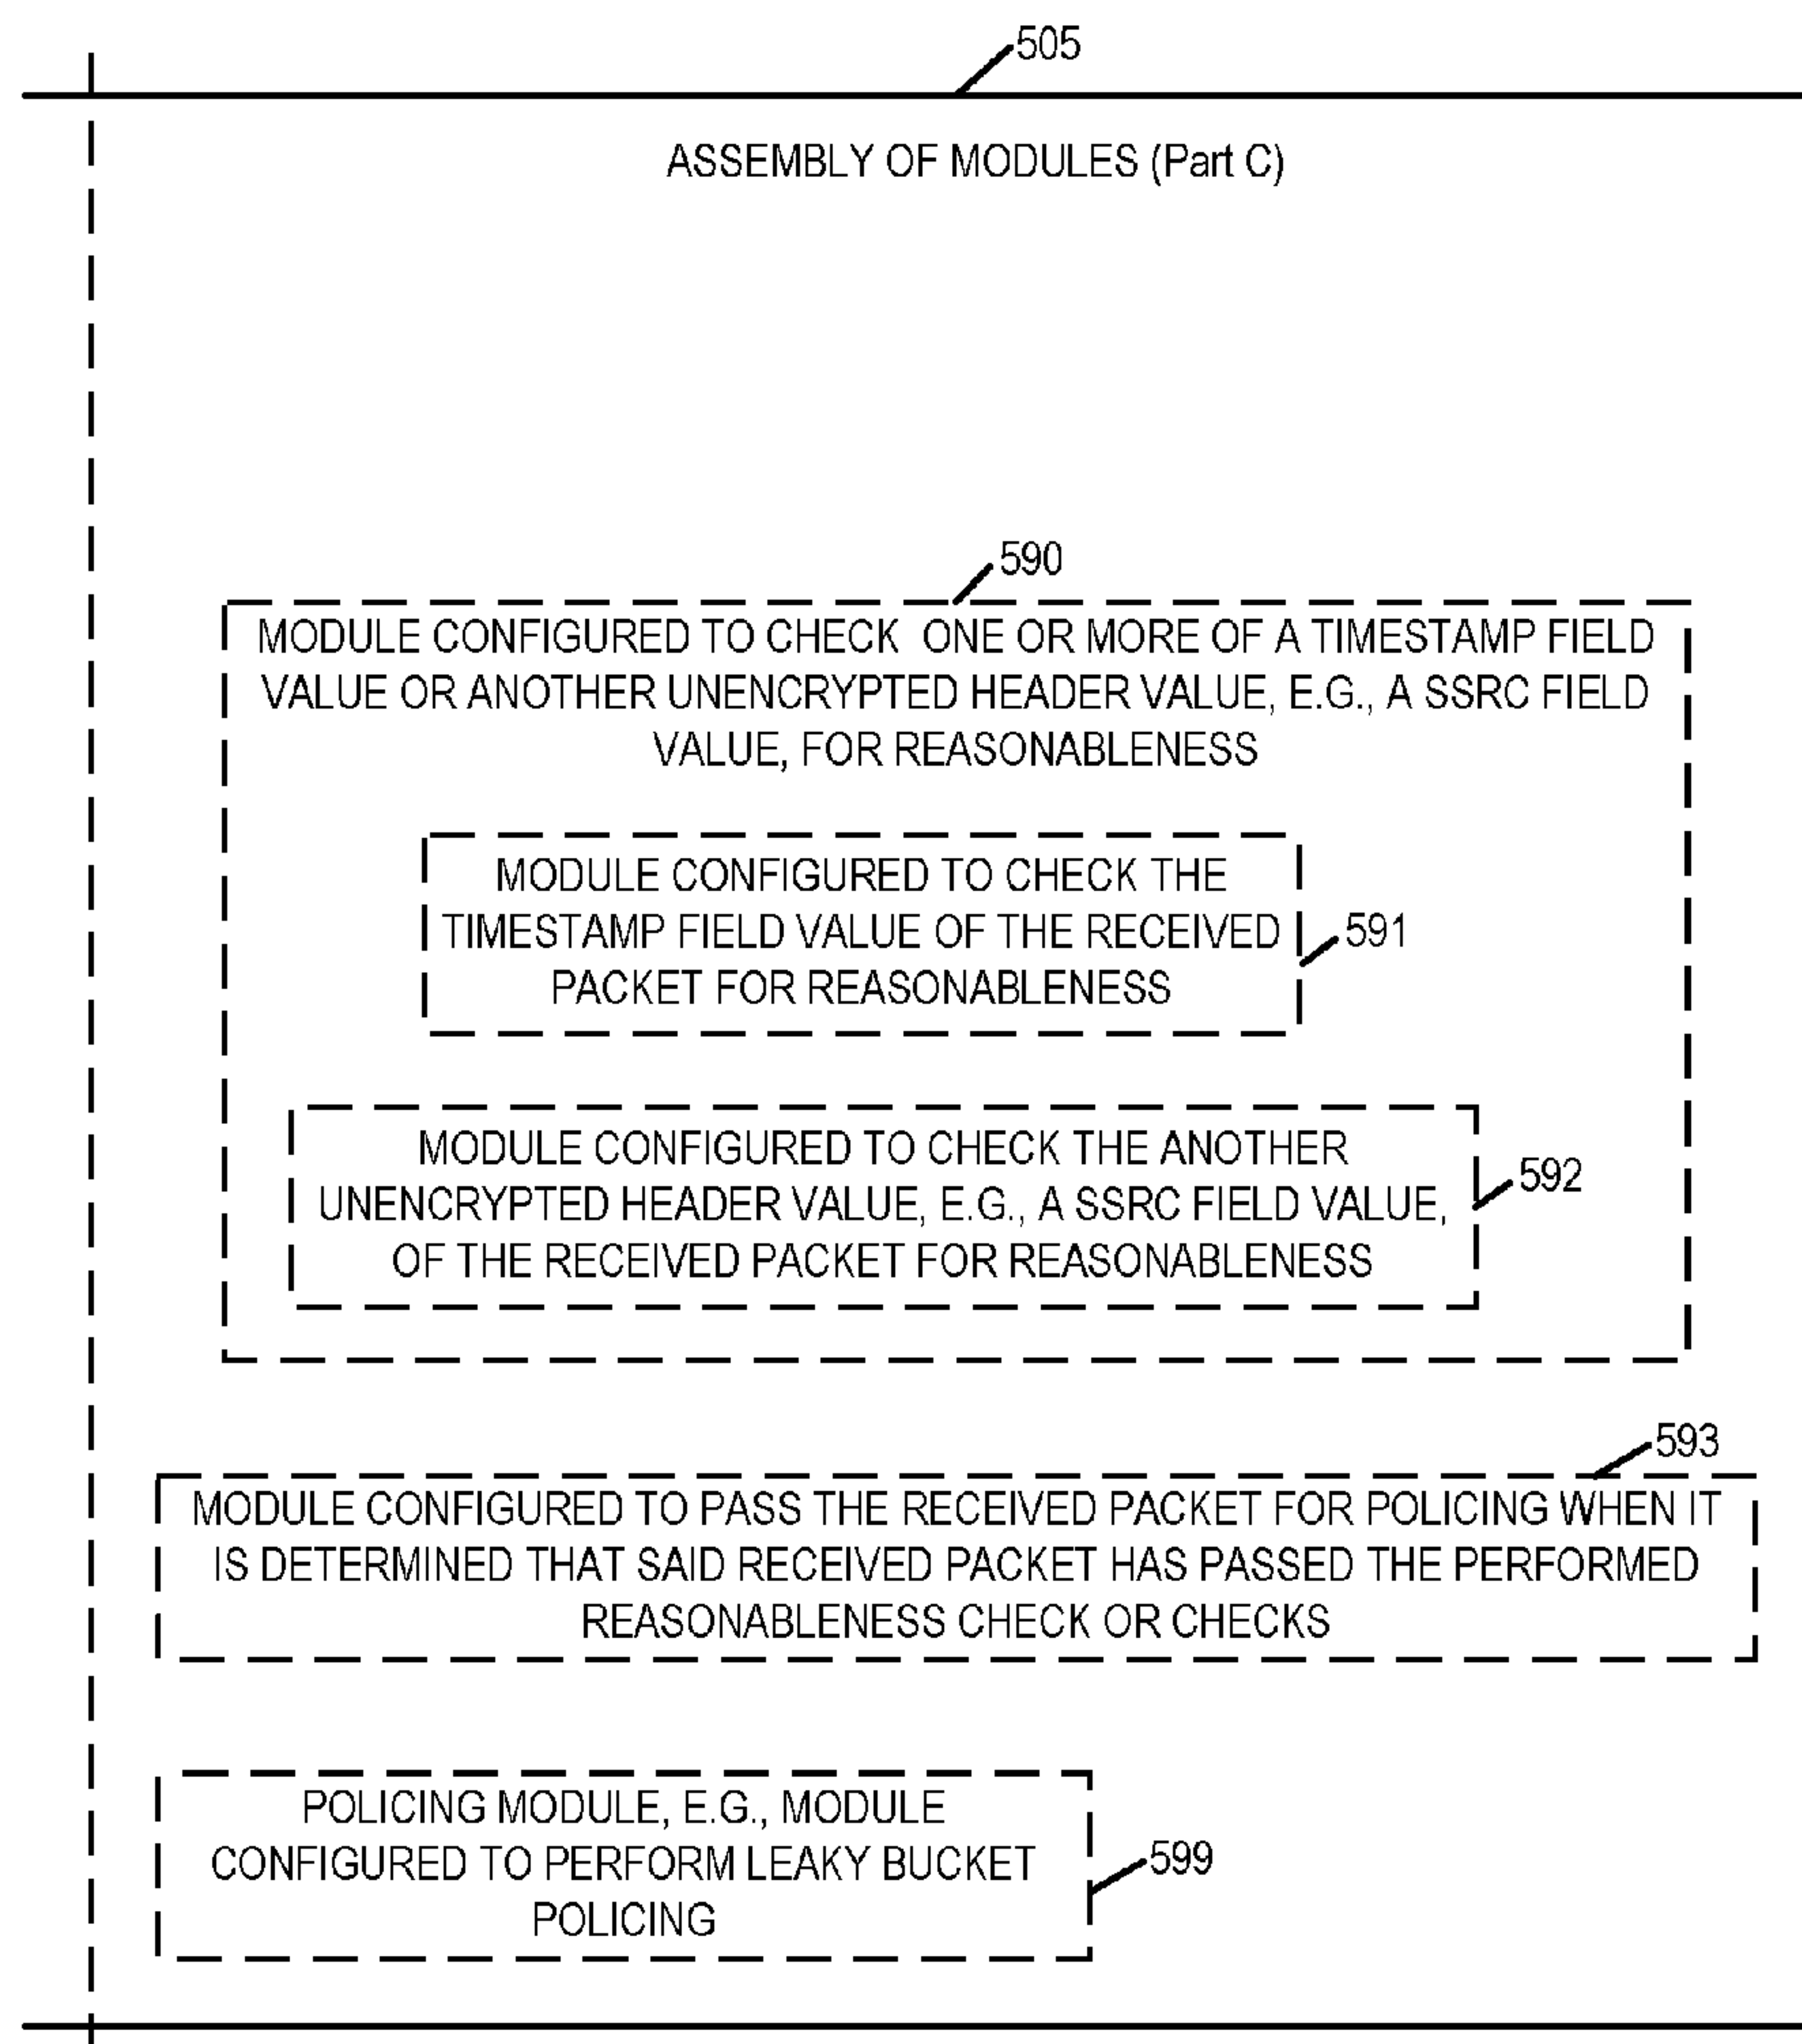 505
ASSEMBLY OF MODULES (Part C)
590
MODULE CONFIGURED TO CHECK ONE OR MORE OF A TIMESTAMP FIELD
VALUE OR ANOTHER UNENCRYPTED HEADER VALUE, E.G., A SSRC FIELD
VALUE, FOR REASONABLENESS
MODULE CONFIGURED TO CHECK THE
TIMESTAMP FIELD VALUE OF THE RECEIVED
PACKET FOR REASONABLENESS
591
MODULE CONFIGURED TO CHECK THE ANOTHER
UNENCRYPTED HEADER VALUE, E.G., A SSRC FIELD VALUE,
OF THE RECEIVED PACKET FOR REASONABLENESS
592
593
MODULE CONFIGURED TO PASS THE RECEIVED PACKET FOR POLICING WHEN IT
IS DETERMINED THAT SAID RECEIVED PACKET HAS PASSED THE PERFORMED
REASONABLENESS CHECK OR CHECKS
POLICING MODULE, E.G., MODULE
CONFIGURED TO PERFORM LEAKY BUCKET
POLICING
599